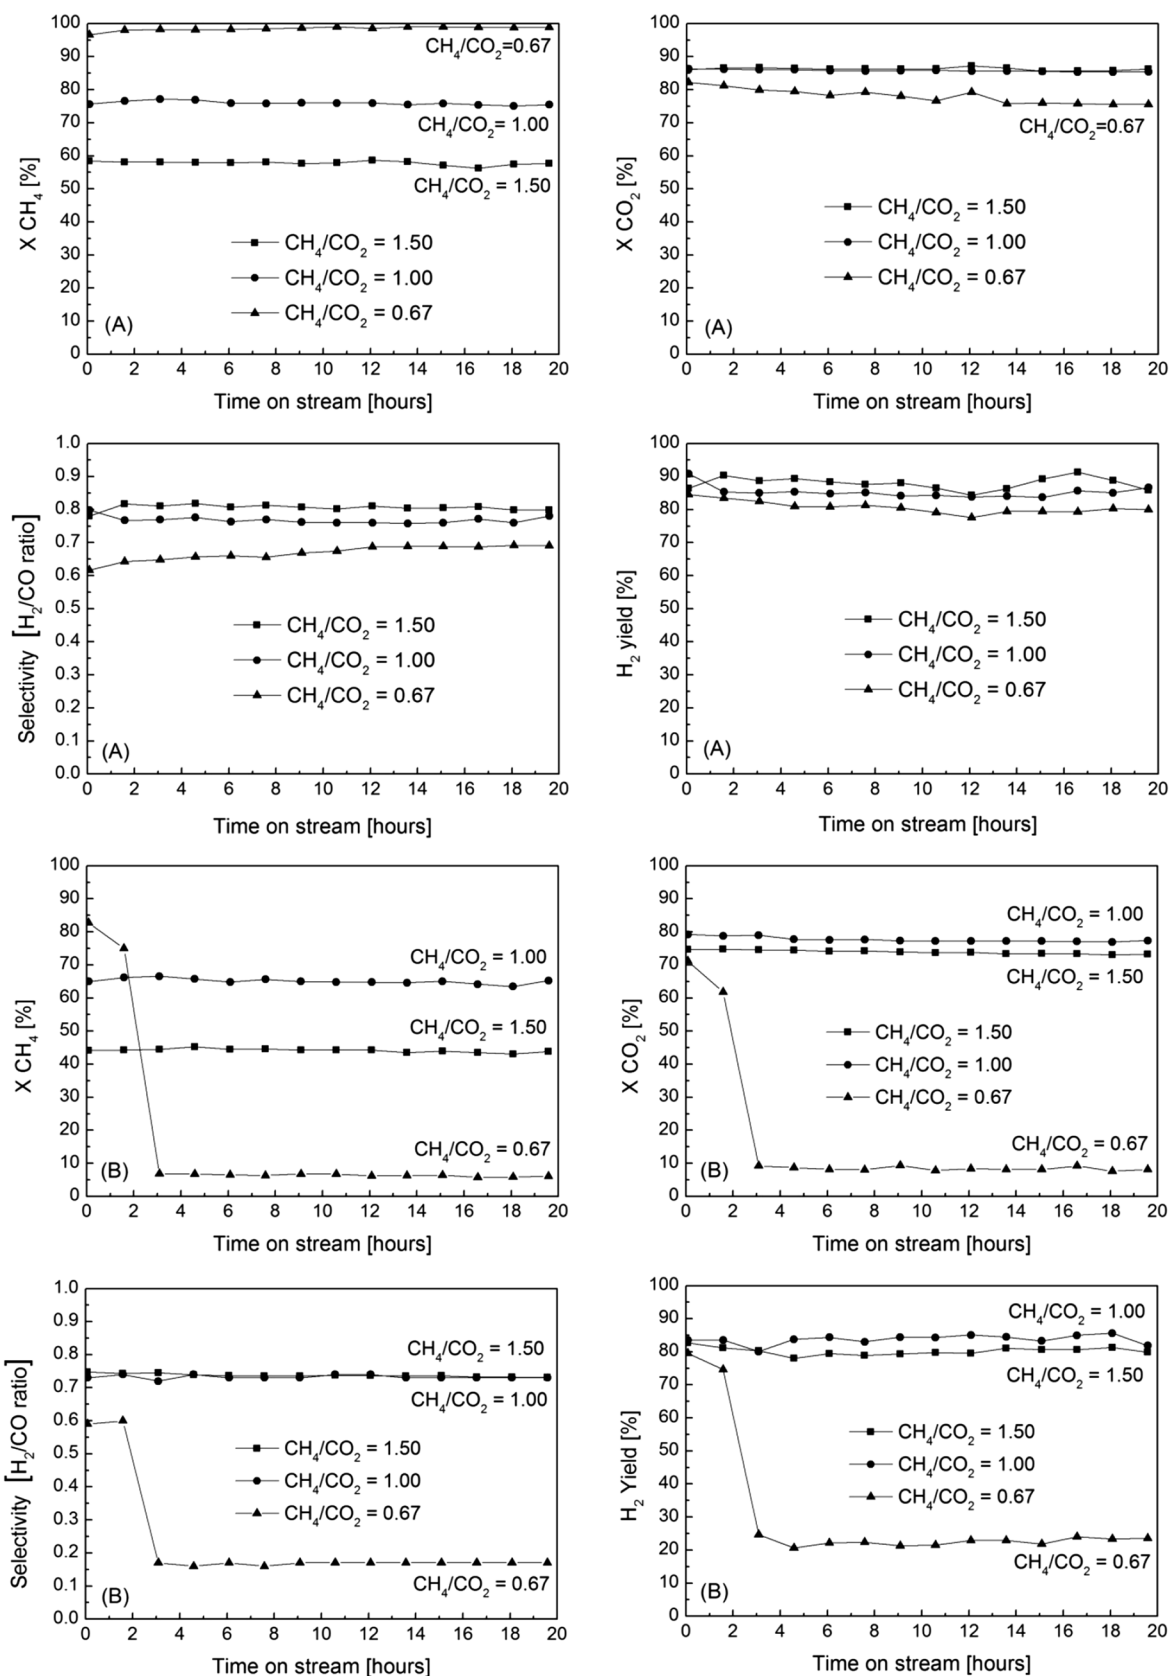 100
90
80
70
60
50
40
30
20
10
0
X CH₄ [%]
CH₄/CO₂=0.67
CH₄/CO₂= 1.00
CH₄/CO₂ = 1.50
CH₄/CO₂ = 1.50
CH₄/CO₂ = 1.00
CH₄/CO₂ = 0.67
(A)
0 2 4 6 8 10 12 14 16 18 20
Time on stream [hours]
100
90
80
70
60
50
40
30
20
10
0
X CO₂ [%]
CH₄/CO₂=0.67
CH₄/CO₂ = 1.50
CH₄/CO₂ = 1.00
CH₄/CO₂ = 0.67
(A)
0 2 4 6 8 10 12 14 16 18 20
Time on stream [hours]
1.0
0.9
0.8
0.7
0.6
0.5
0.4
0.3
0.2
0.1
0.0
Selectivity [H₂/CO ratio]
CH₄/CO₂ = 1.50
CH₄/CO₂ = 1.00
CH₄/CO₂ = 0.67
(A)
0 2 4 6 8 10 12 14 16 18 20
Time on stream [hours]
100
90
80
70
60
50
40
30
20
10
0
H₂ yield [%]
CH₄/CO₂ = 1.50
CH₄/CO₂ = 1.00
CH₄/CO₂ = 0.67
(A)
0 2 4 6 8 10 12 14 16 18 20
Time on stream [hours]
100
90
80
70
60
50
40
30
20
10
0
X CH₄ [%]
CH₄/CO₂ = 1.00
CH₄/CO₂ = 1.50
CH₄/CO₂ = 0.67
(B)
0 2 4 6 8 10 12 14 16 18 20
Time on stream [hours]
100
90
80
70
60
50
40
30
20
10
0
X CO₂ [%]
CH₄/CO₂ = 1.00
CH₄/CO₂ = 1.50
CH₄/CO₂ = 1.50
CH₄/CO₂ = 1.00
CH₄/CO₂ = 0.67
CH₄/CO₂ = 0.67
(B)
0 2 4 6 8 10 12 14 16 18 20
Time on stream [hours]
1.0
0.9
0.8
0.7
0.6
0.5
0.4
0.3
0.2
0.1
0.0
Selectivity [H₂/CO ratio]
CH₄/CO₂ = 1.50
CH₄/CO₂ = 1.00
CH₄/CO₂ = 1.50
CH₄/CO₂ = 1.00
CH₄/CO₂ = 0.67
CH₄/CO₂ = 0.67
(B)
0 2 4 6 8 10 12 14 16 18 20
Time on stream [hours]
100
90
80
70
60
50
40
30
20
10
0
H₂ Yield [%]
CH₄/CO₂ = 1.00
CH₄/CO₂ = 1.50
CH₄/CO₂ = 1.50
CH₄/CO₂ = 1.00
CH₄/CO₂ = 0.67
CH₄/CO₂ = 0.67
(B)
0 2 4 6 8 10 12 14 16 18 20
Time on stream [hours]